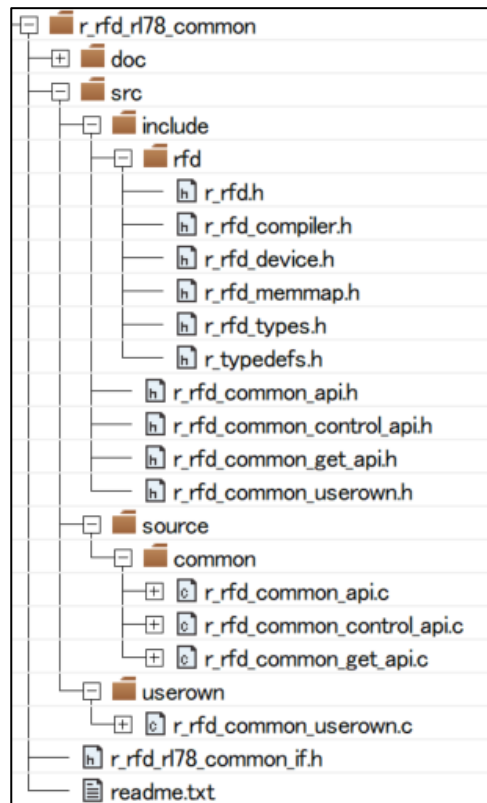 r_rfd_rl78_common
doc
src
include
rfd
r_rfd.h
r_rfd_compiler.h
r_rfd_device.h
r_rfd_memmap.h
r_rfd_types.h
r_typedefs.h
r_rfd_common_api.h
r_rfd_common_control_api.h
r_rfd_common_get_api.h
r_rfd_common_userown.h
source
common
r_rfd_common_api.c
r_rfd_common_control_api.c
r_rfd_common_get_api.c
userown
r_rfd_common_userown.c
r_rfd_rl78_common_if.h
readme.txt